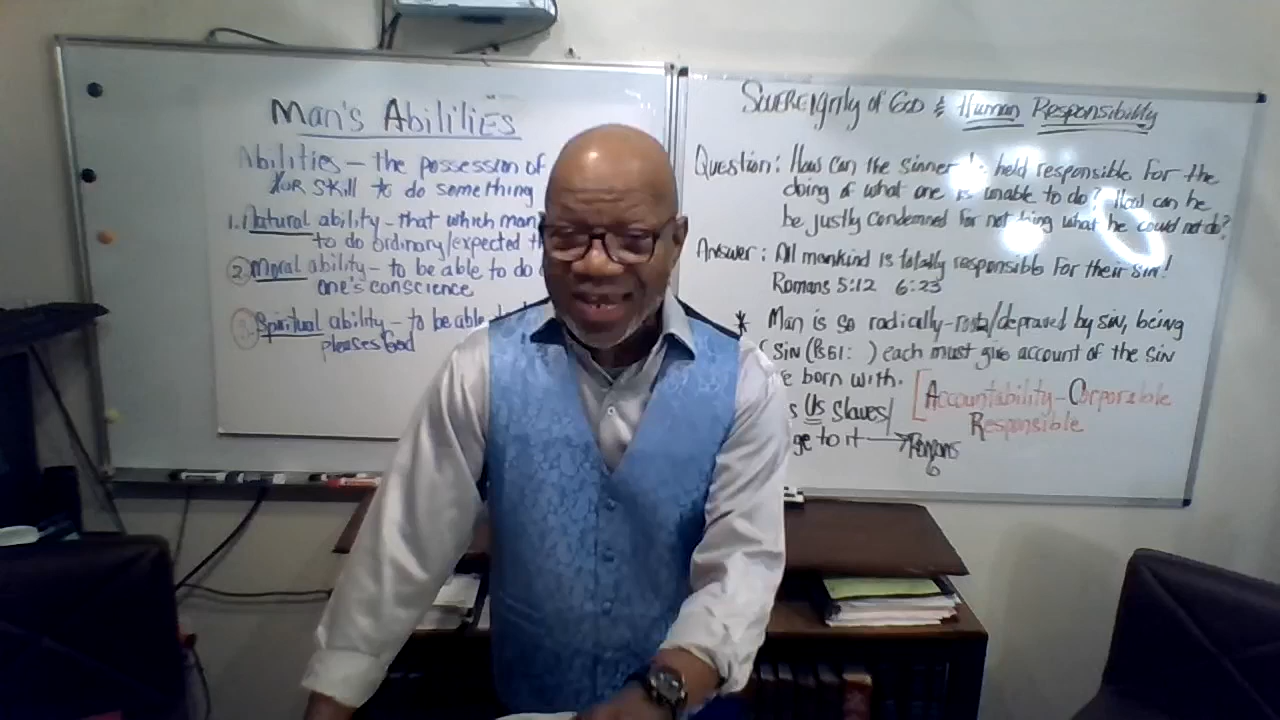 Man's Abilities
Abilities – the possession of
/or skill to do something
1. Natural ability – that which man
to do ordinary/expected
2 Moral ability – to be able to do
one's conscience
3 Spiritual ability – to be able
pleases God
Sovereignty of God & Human Responsibility
Question: How can the sinner held responsible for the
doing of what one is unable to do? How can he
be justly condemned for not doing what he could not do?
Answer: All mankind is totally responsible for their sin!
Romans 5:12 6:23
* Man is so radically- /depraved by sin, being
sin (Ps 51: ) each must give account of the sin
born with.
Us slaves/
to it → Romans
6
[Accountability – Corporable
Responsible